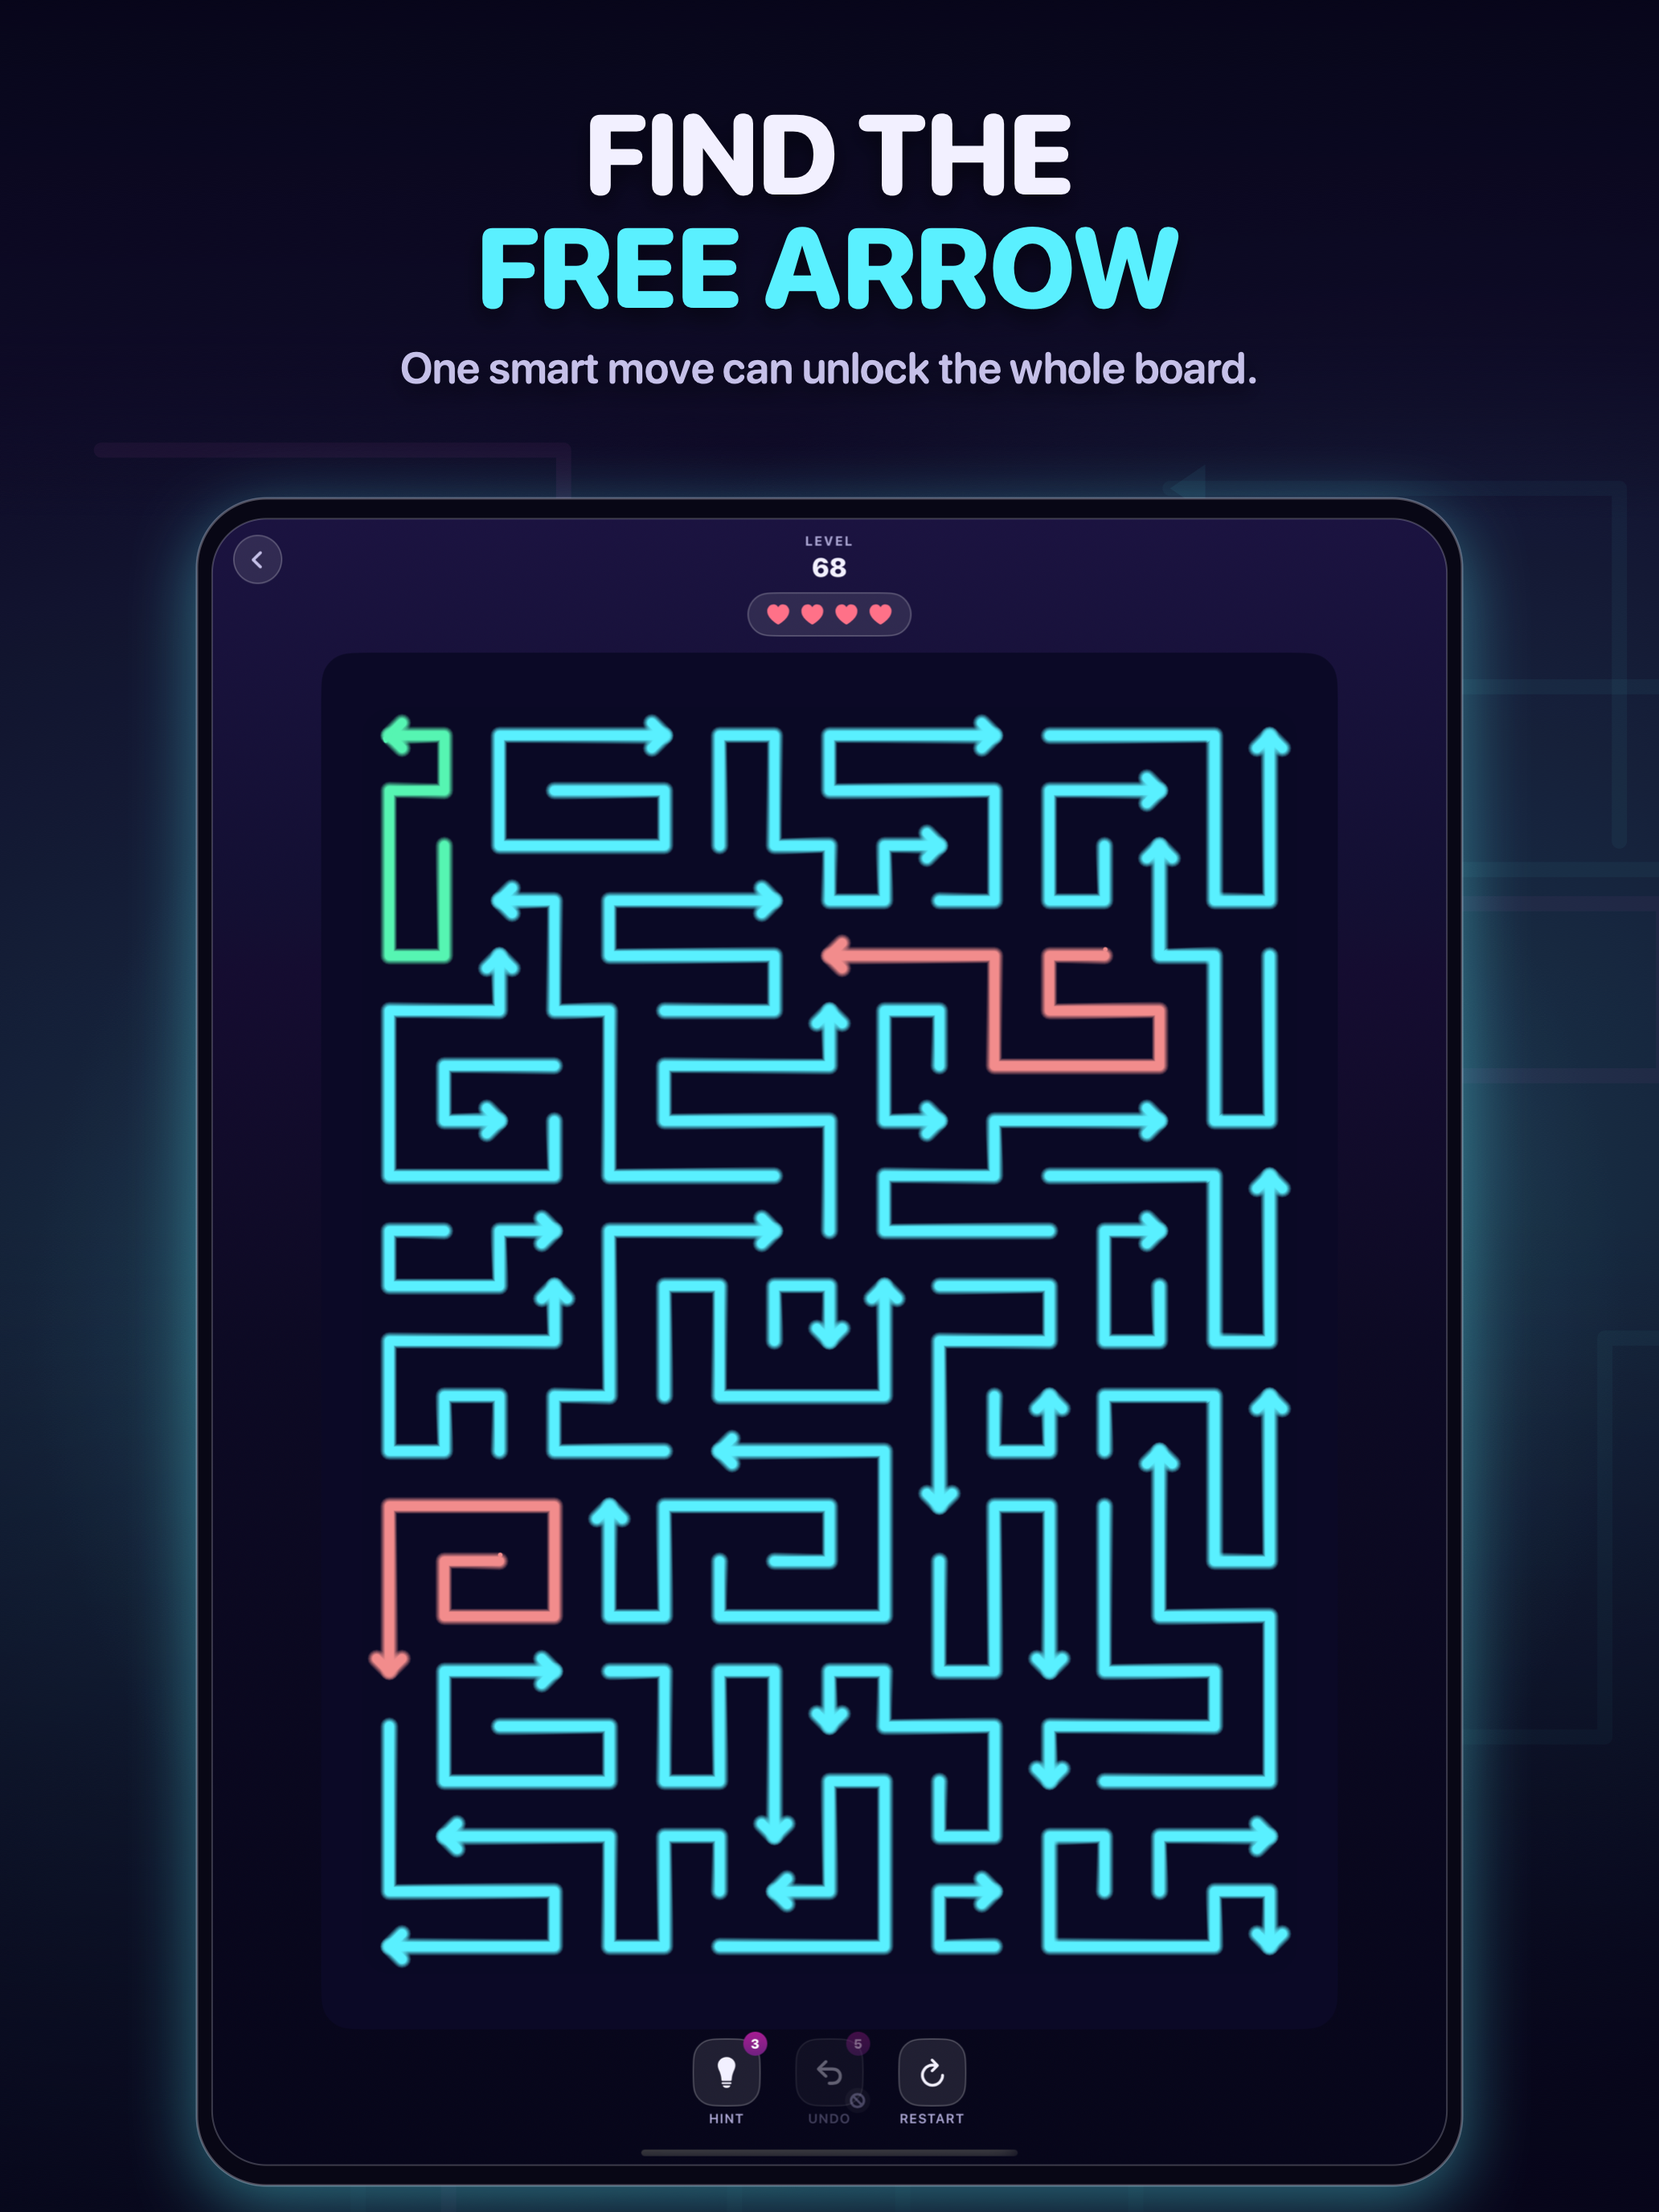 FIND THE
FREE ARROW
One smart move can unlock the whole board.
LEVEL
68
3
5
HINT
UNDO
RESTART